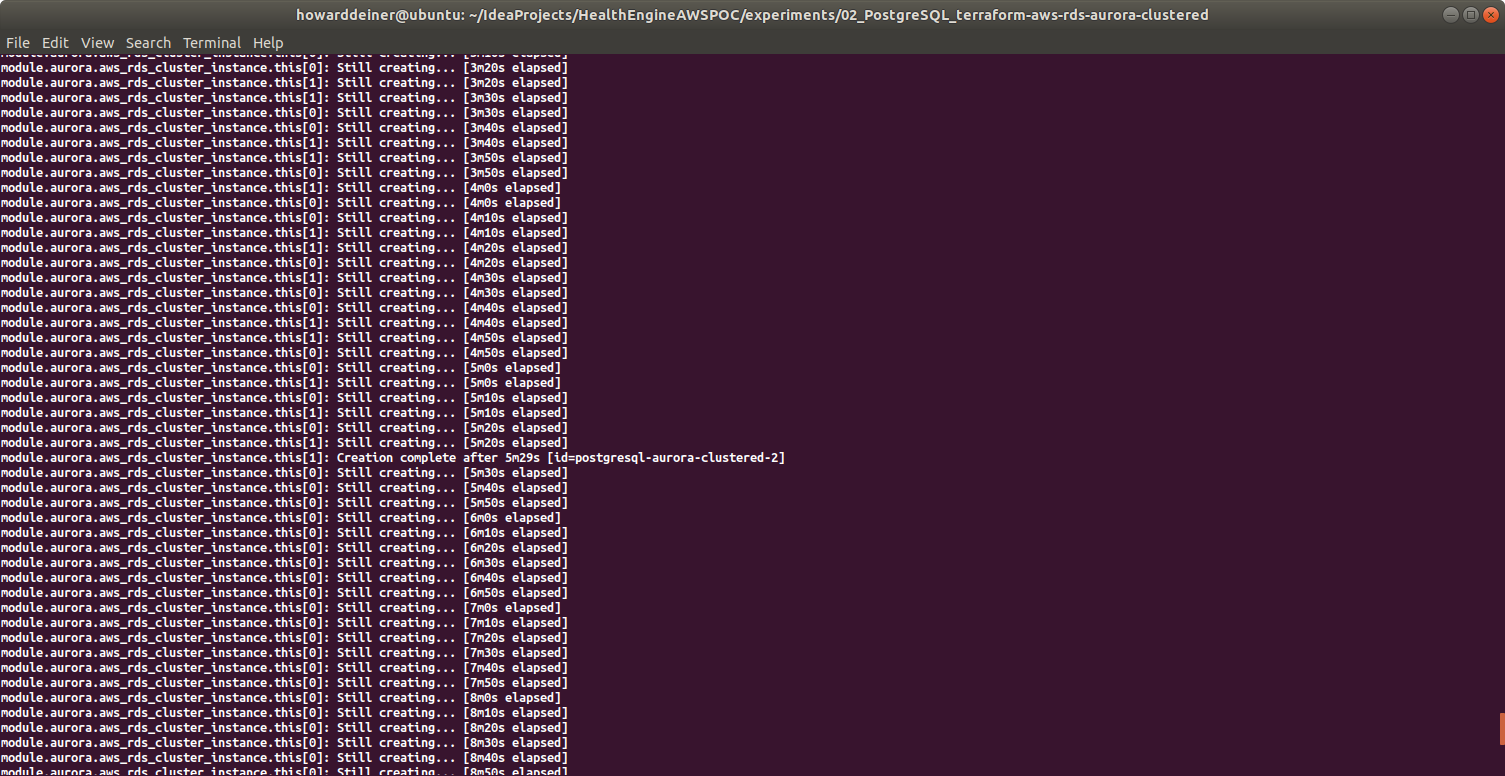 howarddeiner@ubuntu: ~/IdeaProjects/HealthEngineAWSPOC/experiments/02_PostgreSQL_terraform-aws-rds-aurora-clustered
File Edit View Search Terminal Help
module.aurora.aws_rds_cluster_instance.this[0]: Still creating... [3m20s elapsed]
module.aurora.aws_rds_cluster_instance.this[1]: Still creating... [3m20s elapsed]
module.aurora.aws_rds_cluster_instance.this[1]: Still creating... [3m30s elapsed]
module.aurora.aws_rds_cluster_instance.this[0]: Still creating... [3m30s elapsed]
module.aurora.aws_rds_cluster_instance.this[0]: Still creating... [3m40s elapsed]
module.aurora.aws_rds_cluster_instance.this[1]: Still creating... [3m40s elapsed]
module.aurora.aws_rds_cluster_instance.this[1]: Still creating... [3m50s elapsed]
module.aurora.aws_rds_cluster_instance.this[0]: Still creating... [3m50s elapsed]
module.aurora.aws_rds_cluster_instance.this[1]: Still creating... [4m0s elapsed]
module.aurora.aws_rds_cluster_instance.this[0]: Still creating... [4m0s elapsed]
module.aurora.aws_rds_cluster_instance.this[0]: Still creating... [4m10s elapsed]
module.aurora.aws_rds_cluster_instance.this[1]: Still creating... [4m10s elapsed]
module.aurora.aws_rds_cluster_instance.this[1]: Still creating... [4m20s elapsed]
module.aurora.aws_rds_cluster_instance.this[0]: Still creating... [4m20s elapsed]
module.aurora.aws_rds_cluster_instance.this[1]: Still creating... [4m30s elapsed]
module.aurora.aws_rds_cluster_instance.this[0]: Still creating... [4m30s elapsed]
module.aurora.aws_rds_cluster_instance.this[0]: Still creating... [4m40s elapsed]
module.aurora.aws_rds_cluster_instance.this[1]: Still creating... [4m40s elapsed]
module.aurora.aws_rds_cluster_instance.this[1]: Still creating... [4m50s elapsed]
module.aurora.aws_rds_cluster_instance.this[0]: Still creating... [4m50s elapsed]
module.aurora.aws_rds_cluster_instance.this[0]: Still creating... [5m0s elapsed]
module.aurora.aws_rds_cluster_instance.this[1]: Still creating... [5m0s elapsed]
module.aurora.aws_rds_cluster_instance.this[0]: Still creating... [5m10s elapsed]
module.aurora.aws_rds_cluster_instance.this[1]: Still creating... [5m10s elapsed]
module.aurora.aws_rds_cluster_instance.this[0]: Still creating... [5m20s elapsed]
module.aurora.aws_rds_cluster_instance.this[1]: Still creating... [5m20s elapsed]
module.aurora.aws_rds_cluster_instance.this[1]: Creation complete after 5m29s [id=postgresql-aurora-clustered-2]
module.aurora.aws_rds_cluster_instance.this[0]: Still creating... [5m30s elapsed]
module.aurora.aws_rds_cluster_instance.this[0]: Still creating... [5m40s elapsed]
module.aurora.aws_rds_cluster_instance.this[0]: Still creating... [5m50s elapsed]
module.aurora.aws_rds_cluster_instance.this[0]: Still creating... [6m0s elapsed]
module.aurora.aws_rds_cluster_instance.this[0]: Still creating... [6m10s elapsed]
module.aurora.aws_rds_cluster_instance.this[0]: Still creating... [6m20s elapsed]
module.aurora.aws_rds_cluster_instance.this[0]: Still creating... [6m30s elapsed]
module.aurora.aws_rds_cluster_instance.this[0]: Still creating... [6m40s elapsed]
module.aurora.aws_rds_cluster_instance.this[0]: Still creating... [6m50s elapsed]
module.aurora.aws_rds_cluster_instance.this[0]: Still creating... [7m0s elapsed]
module.aurora.aws_rds_cluster_instance.this[0]: Still creating... [7m10s elapsed]
module.aurora.aws_rds_cluster_instance.this[0]: Still creating... [7m20s elapsed]
module.aurora.aws_rds_cluster_instance.this[0]: Still creating... [7m30s elapsed]
module.aurora.aws_rds_cluster_instance.this[0]: Still creating... [7m40s elapsed]
module.aurora.aws_rds_cluster_instance.this[0]: Still creating... [7m50s elapsed]
module.aurora.aws_rds_cluster_instance.this[0]: Still creating... [8m0s elapsed]
module.aurora.aws_rds_cluster_instance.this[0]: Still creating... [8m10s elapsed]
module.aurora.aws_rds_cluster_instance.this[0]: Still creating... [8m20s elapsed]
module.aurora.aws_rds_cluster_instance.this[0]: Still creating... [8m30s elapsed]
module.aurora.aws_rds_cluster_instance.this[0]: Still creating... [8m40s elapsed]
module.aurora.aws_rds_cluster_instance.this[0]: Still creating... [8m50s elapsed]